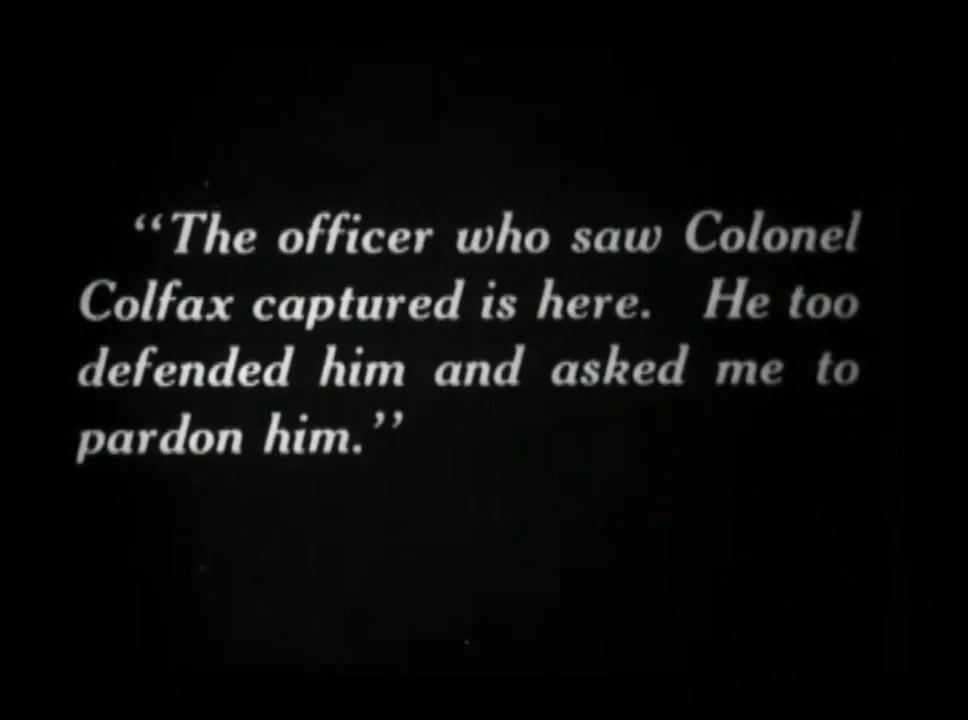 “The officer who saw Colonel
Colfax captured is here. He too
defended him and asked me to
pardon him.”